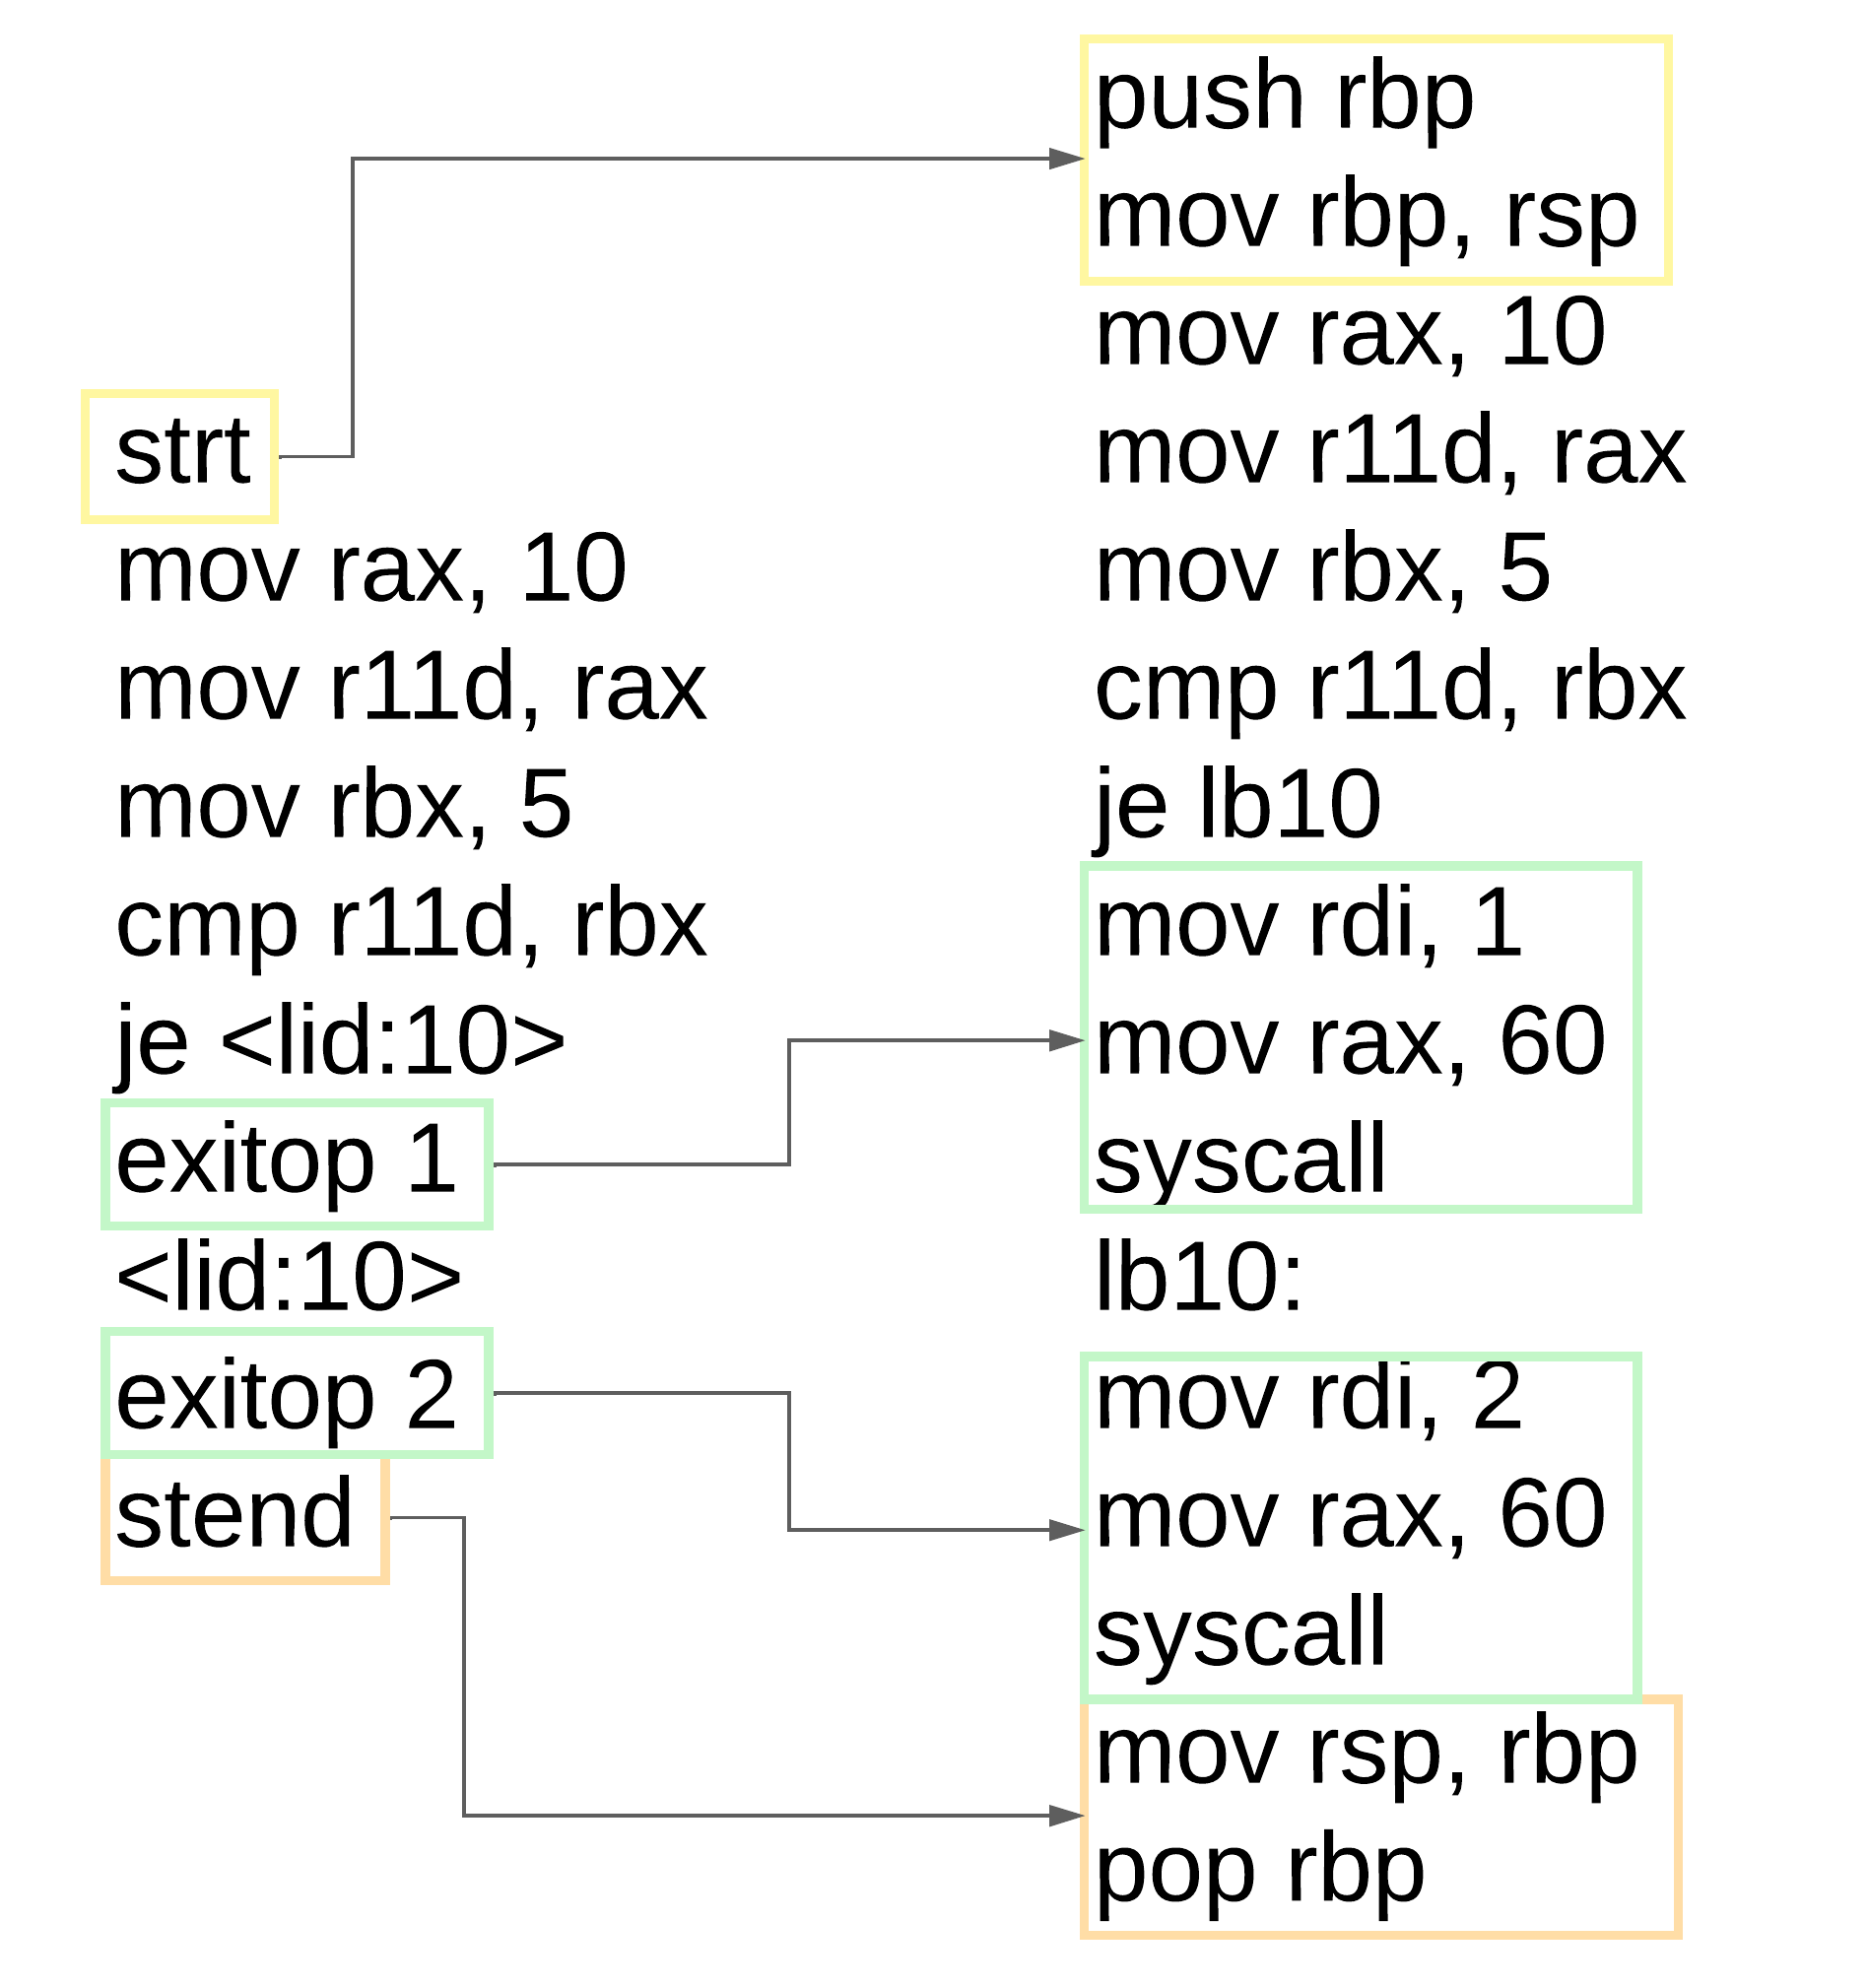 strt
mov rax, 10
mov r11d, rax
mov rbx, 5
cmp r11d, rbx
je <lid:10>
exitop 1
<lid:10>
exitop 2
stend
push rbp
mov rbp, rsp
mov rax, 10
mov r11d, rax
mov rbx, 5
cmp r11d, rbx
je lb10
mov rdi, 1
mov rax, 60
syscall
lb10:
mov rdi, 2
mov rax, 60
syscall
mov rsp, rbp
pop rbp